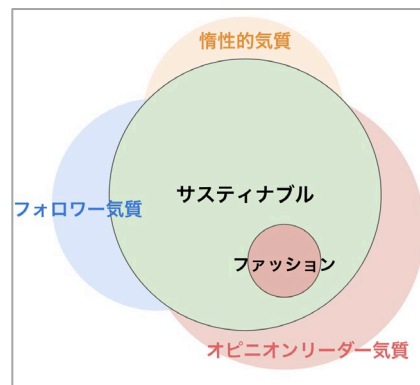 惰性的気質
サスティナブル
フォロワー気質
ファッション
オピニオンリーダー気質